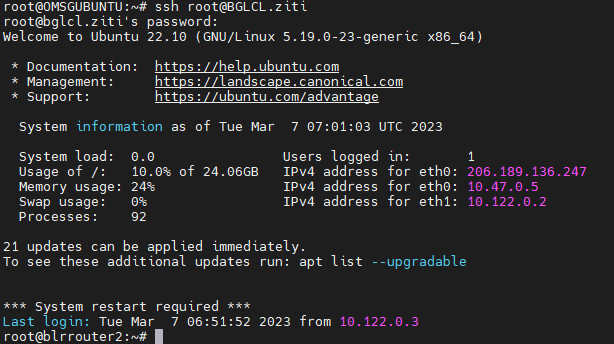 root@OMSGUBUNTU:~# ssh root@BGLCL.ziti
root@bglcl.ziti's password:
Welcome to Ubuntu 22.10 (GNU/Linux 5.19.0-23-generic x86_64)
* Documentation:  https://help.ubuntu.com
* Management:     https://landscape.canonical.com
* Support:        https://ubuntu.com/advantage
System information as of Tue Mar  7 07:01:03 UTC 2023
System load:  0.0               Users logged in:       1
Usage of /:   10.0% of 24.06GB   IPv4 address for eth0: 206.189.136.247
Memory usage: 24%               IPv4 address for eth0: 10.47.0.5
Swap usage:   0%                IPv4 address for eth1: 10.122.0.2
Processes:    92
21 updates can be applied immediately.
To see these additional updates run: apt list --upgradable
*** System restart required ***
Last login: Tue Mar  7 06:51:52 2023 from 10.122.0.3
root@blrrouter2:~#